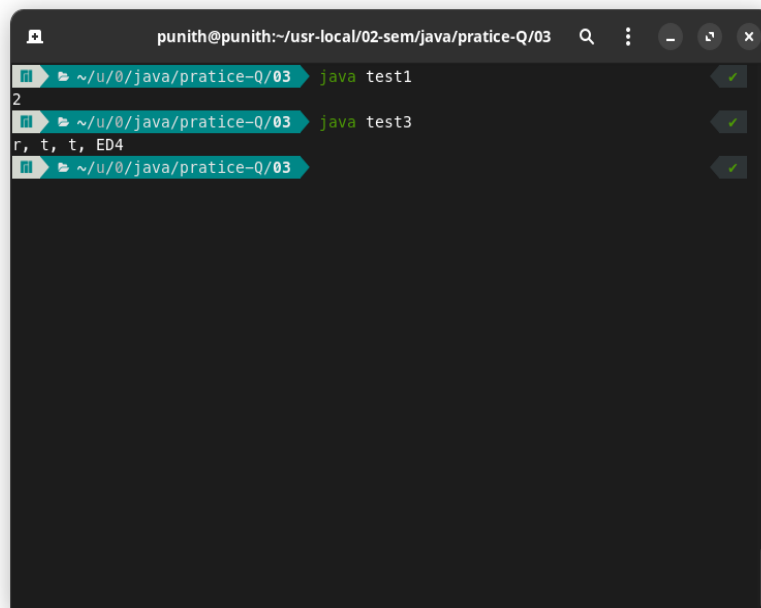 punith@punith:~/usr-local/02-sem/java/pratice-Q/03
~/u/0/java/pratice-Q/03 java test1 ✔
2
~/u/0/java/pratice-Q/03 java test3 ✔
r, t, t, ED4
~/u/0/java/pratice-Q/03 ✔